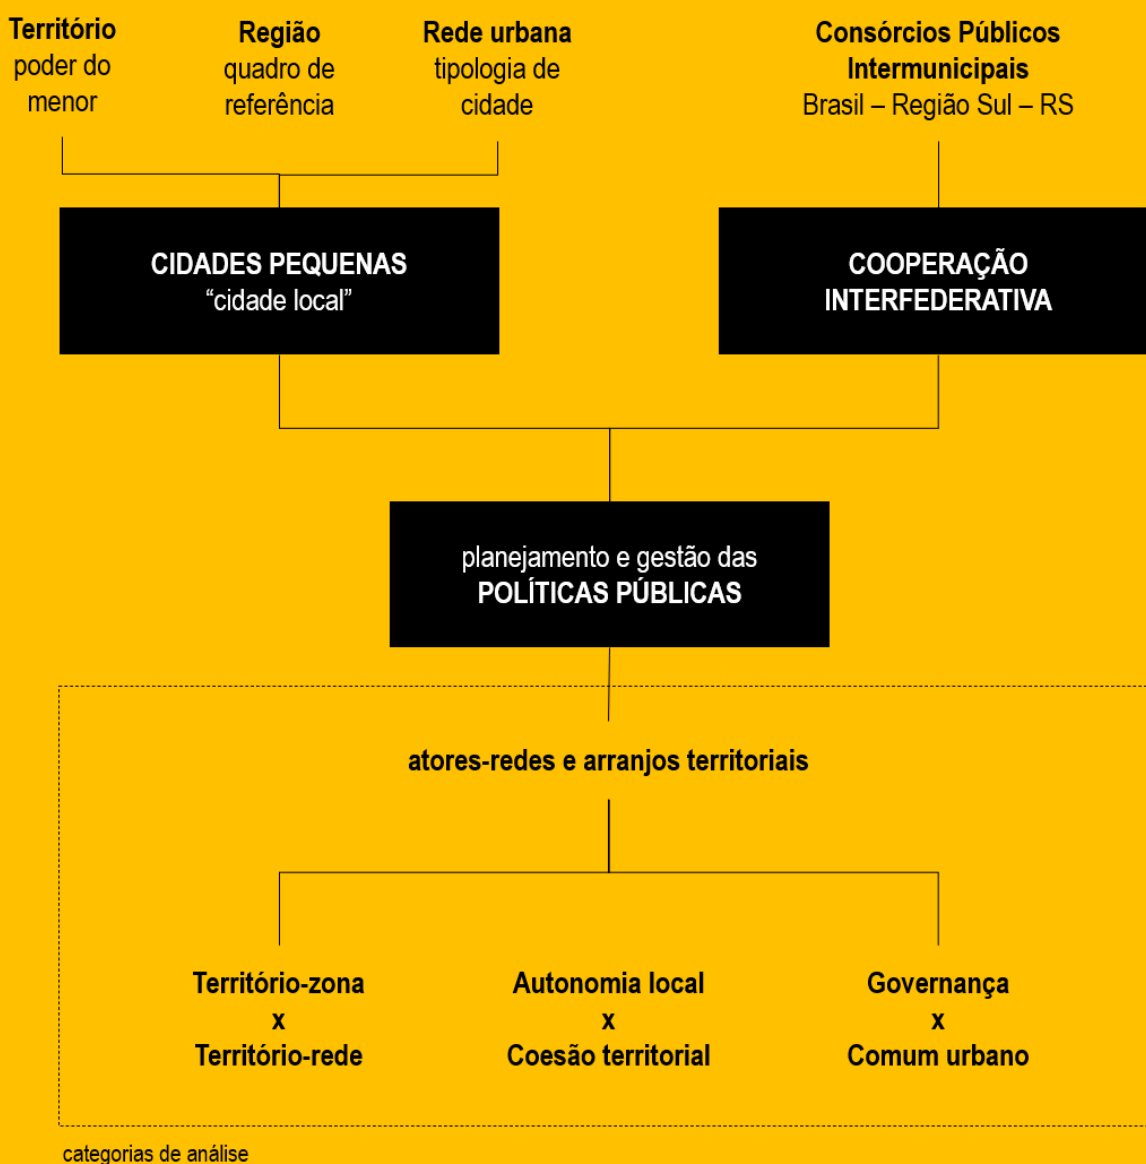 Território
poder do
menor
Região
quadro de
referência
Rede urbana
tipologia de
cidade
Consórcios Públicos
Intermunicipais
Brasil – Região Sul – RS
CIDADES PEQUENAS
“cidade local”
COOPERAÇÃO
INTERFEDERATIVA
planejamento e gestão das
POLÍTICAS PÚBLICAS
atores-redes e arranjos territoriais
Território-zona
x
Território-rede
Autonomia local
x
Coesão territorial
Governança
x
Comum urbano
categorias de análise